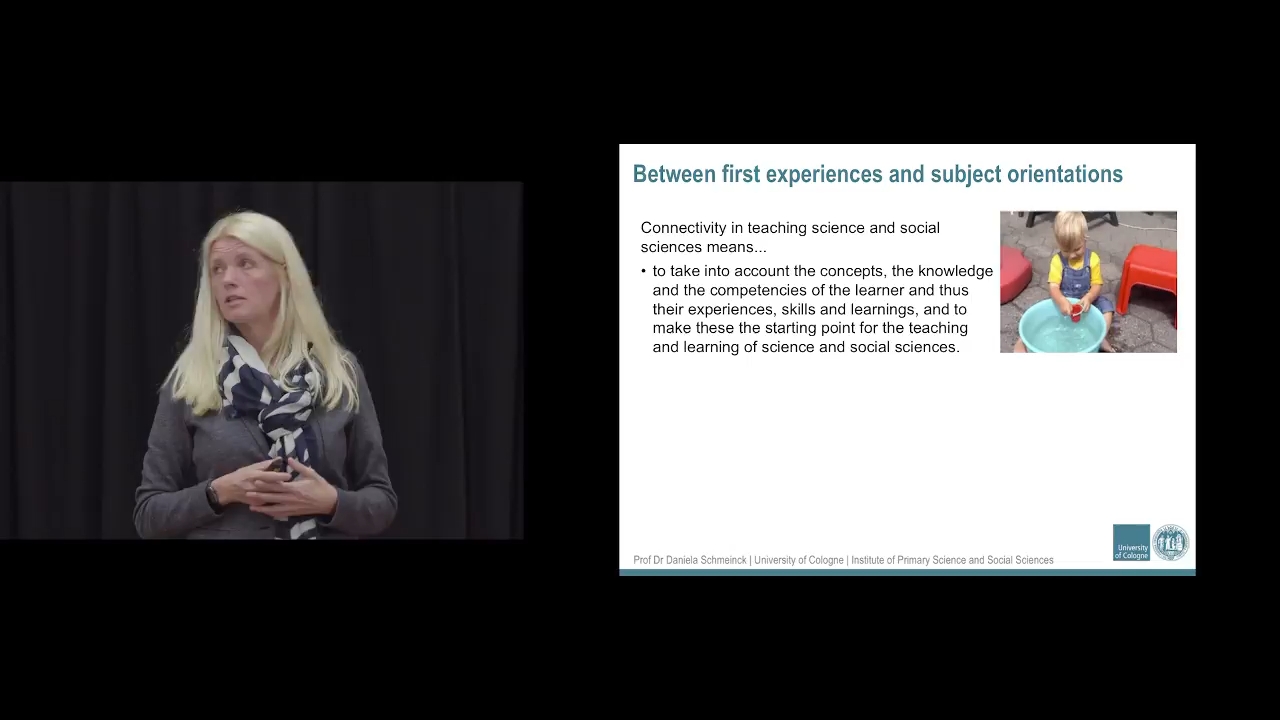 Between first experiences and subject orientations
Connectivity in teaching science and social
sciences means...
• to take into account the concepts, the knowledge
and the competencies of the learner and thus
their experiences, skills and learnings, and to
make these the starting point for the teaching
and learning of science and social sciences.
University
of Cologne
Prof Dr Daniela Schmeinck | University of Cologne | Institute of Primary Science and Social Sciences